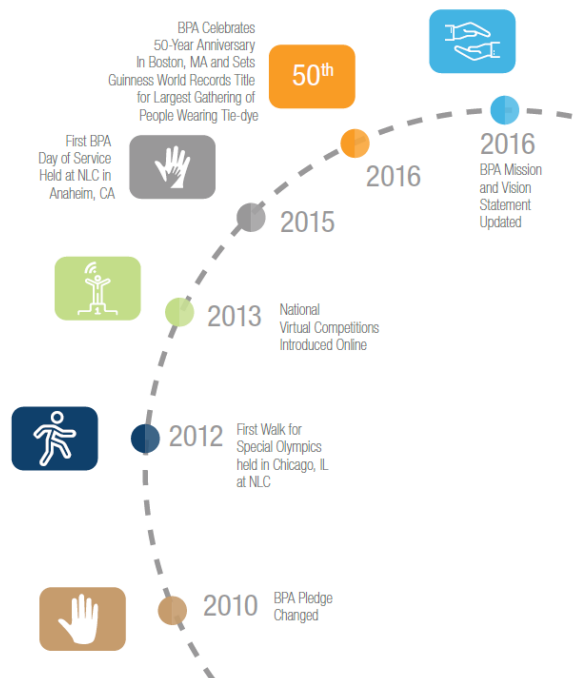 BPA Celebrates
50-Year Anniversary
In Boston, MA and Sets
Guinness World Records Title
for Largest Gathering of
People Wearing Tie-dye
50th
2016
2016
BPA Mission
and Vision
Statement
Updated
First BPA
Day of Service
Held at NLC in
Anaheim, CA
2015
1
2013
National
Virtual Competitions
Introduced Online
2012
First Walk for
Special Olympics
held in Chicago, IL
at NLC
2010
BPA Pledge
Changed